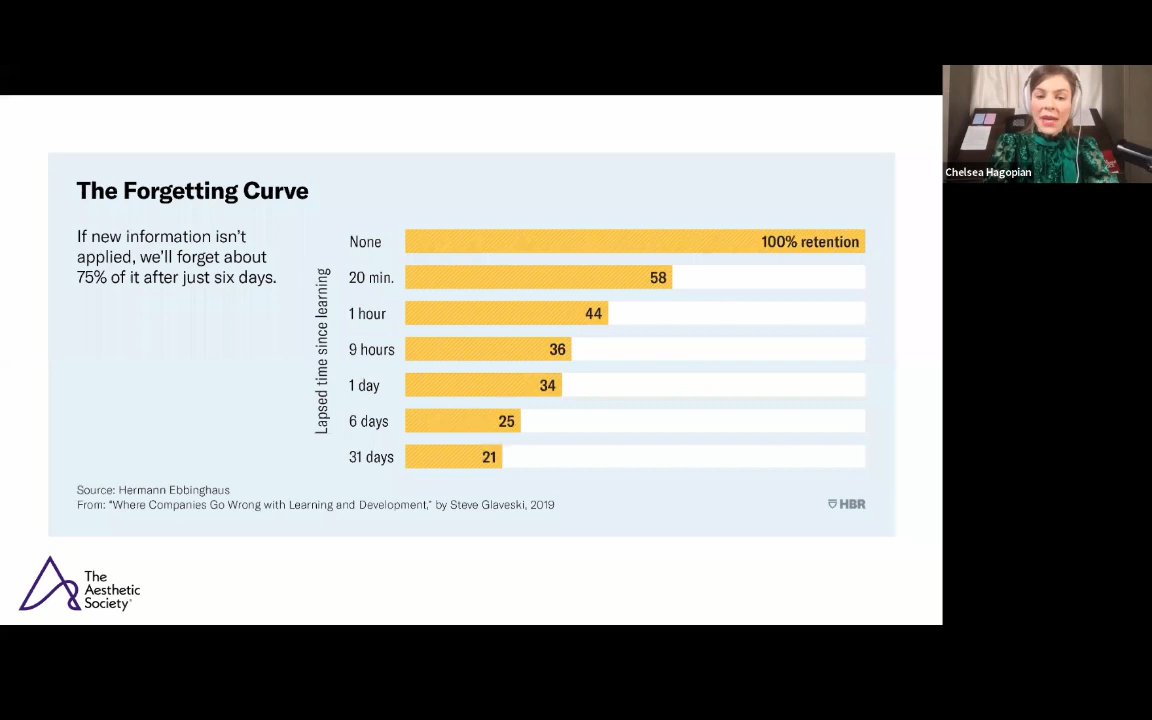 The Forgetting Curve
If new information isn't
applied, we'll forget about
75% of it after just six days.
Lapsed time since learning
None 100% retention
20 min. 58
1 hour 44
9 hours 36
1 day 34
6 days 25
31 days 21
Source: Hermann Ebbinghaus
From: "Where Companies Go Wrong with Learning and Development," by Steve Glaveski, 2019
HBR
The
Aesthetic
Society
Chelsea Hagopian